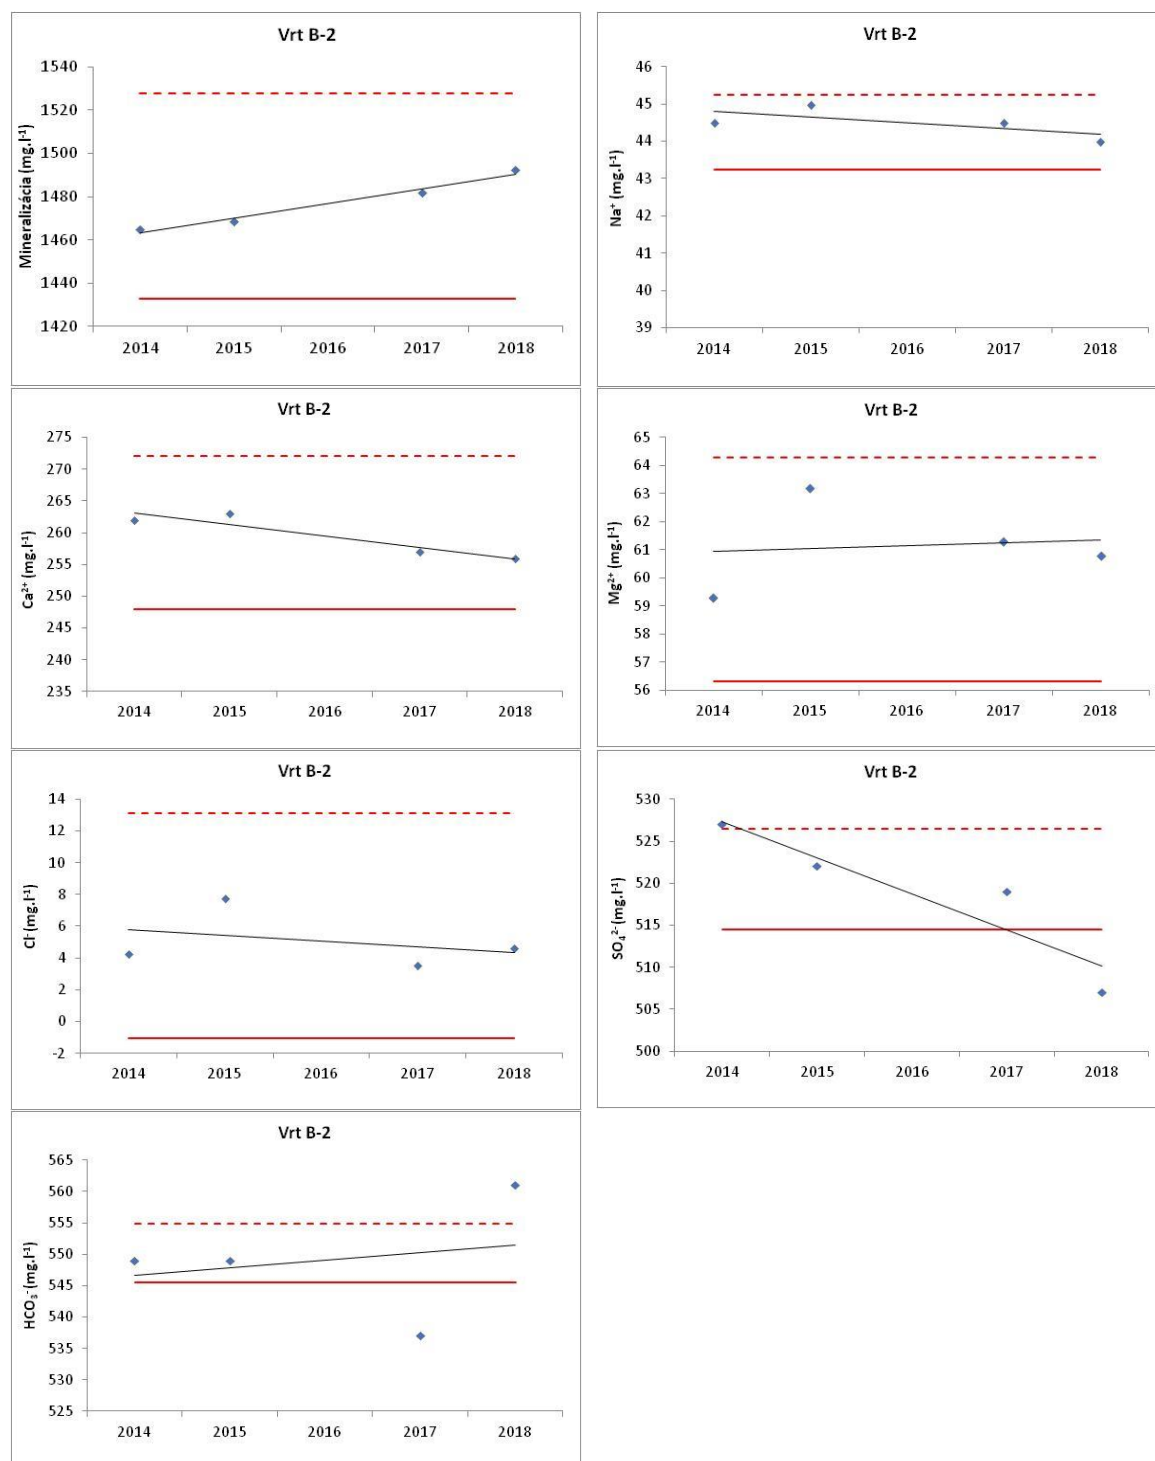 Vrt B-2
Mineralizácia (mg.l-1)
1540
1520
1500
1480
1460
1440
1420
2014 2015 2016 2017 2018
Vrt B-2
Na+ (mg.l-1)
46
45
44
43
42
41
40
39
2014 2015 2016 2017 2018
Vrt B-2
Ca2+ (mg.l-1)
275
270
265
260
255
250
245
240
235
2014 2015 2016 2017 2018
Vrt B-2
Mg2+ (mg.l-1)
65
64
63
62
61
60
59
58
57
56
2014 2015 2016 2017 2018
Vrt B-2
Cl- (mg.l-1)
14
12
10
8
6
4
2
0
-2
2014 2015 2016 2017 2018
Vrt B-2
SO42- (mg.l-1)
530
525
520
515
510
505
500
2014 2015 2016 2017 2018
Vrt B-2
HCO3- (mg.l-1)
565
560
555
550
545
540
535
530
525
2014 2015 2016 2017 2018